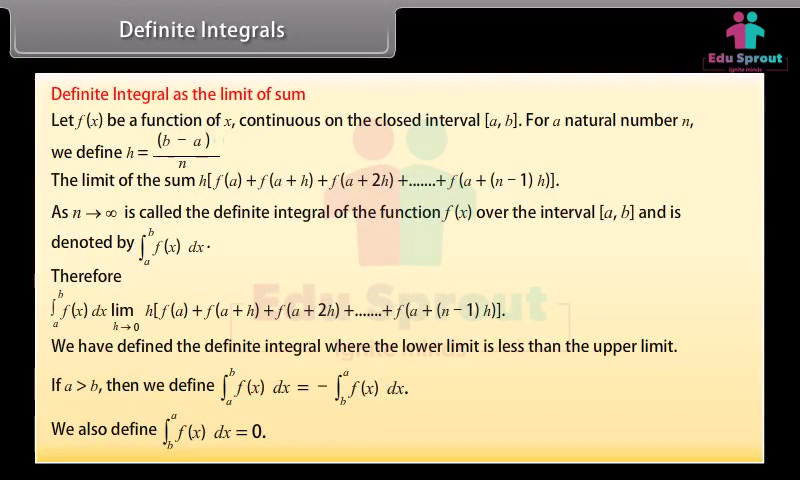 Definite Integrals
Edu Sprout
Ignite minds
Definite Integral as the limit of sum
Let f (x) be a function of x, continuous on the closed interval [a, b]. For a natural number n,
we define h = (b − a) / n
The limit of the sum h[ f (a) + f (a + h) + f (a + 2h) +.......+ f (a + (n − 1) h)].
As n → ∞ is called the definite integral of the function f (x) over the interval [a, b] and is
denoted by ∫_a^b f (x) dx.
Therefore
∫_a^b f (x) dx lim_{h→0} h[ f (a) + f (a + h) + f (a + 2h) +.......+ f (a + (n − 1) h)].
We have defined the definite integral where the lower limit is less than the upper limit.
If a > b, then we define ∫_a^b f (x) dx = − ∫_b^a f (x) dx.
We also define ∫_b^a f (x) dx = 0.
Edu Sprout
Ignite minds